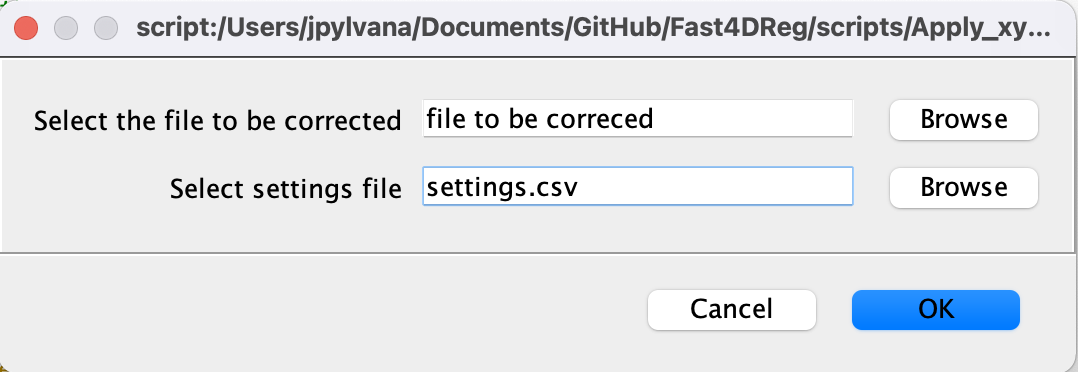 script:/Users/jpylvana/Documents/GitHub/Fast4DReg/scripts/Apply_xy...
Select the file to be corrected file to be correced Browse
Select settings file settings.csv Browse
Cancel OK